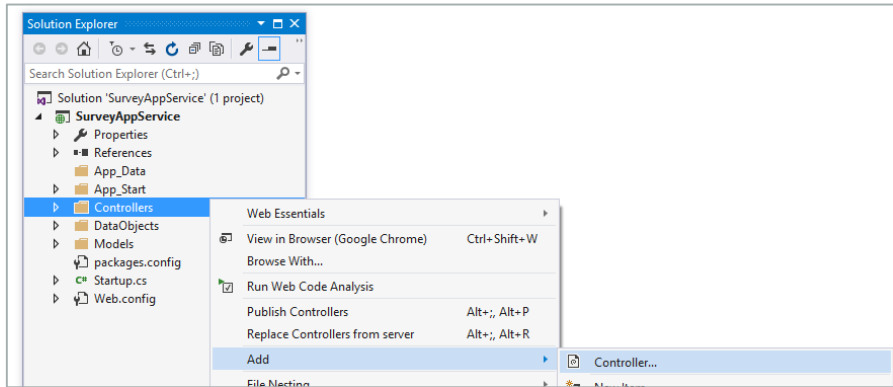 Solution Explorer
Search Solution Explorer (Ctrl+;)
Solution 'SurveyAppService' (1 project)
SurveyAppService
Properties
References
App_Data
App_Start
Controllers
DataObjects
Models
packages.config
C# Startup.cs
Web.config
Web Essentials
View in Browser (Google Chrome) Ctrl+Shift+W
Browse With...
Run Web Code Analysis
Publish Controllers Alt+;, Alt+P
Replace Controllers from server Alt+;, Alt+R
Add
Controller...
File Nesting
New Item...